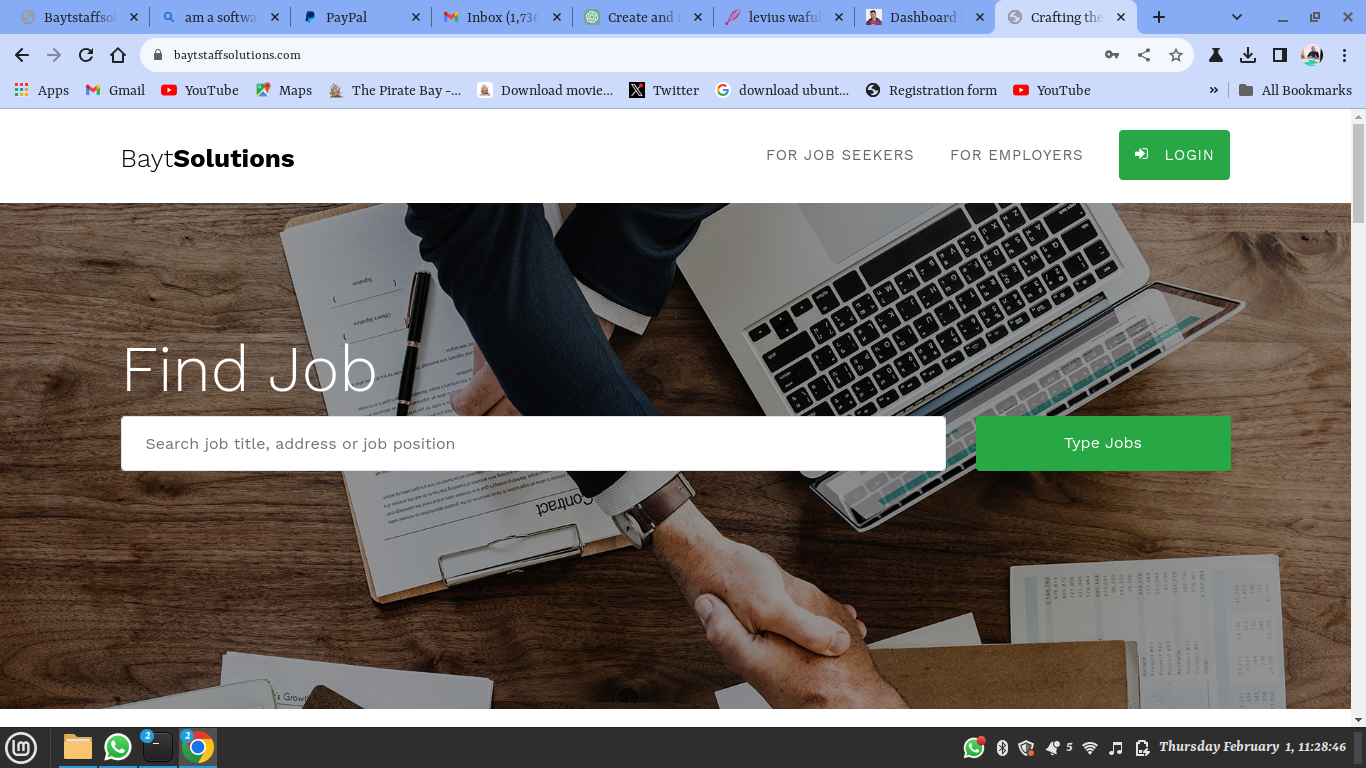 Baytstaffsol
am a softwa
PayPal
Inbox (1,736
Create and
levius waful
Dashboard
Crafting the
baytstaffsolutions.com
Apps
Gmail
YouTube
Maps
The Pirate Bay -...
Download movie...
Twitter
download ubunt...
Registration form
YouTube
»
All Bookmarks
BaytSolutions
FOR JOB SEEKERS
FOR EMPLOYERS
LOGIN
Signature
Find Job
Search job title, address or job position
Type Jobs
Contract
's Growth
2
2
5
Thursday February 1, 11:28:46